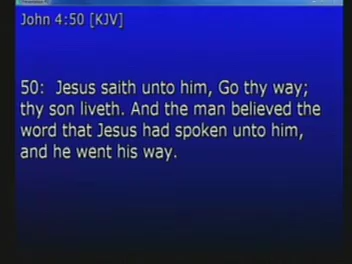 John 4:50 [KJV]
50:  Jesus saith unto him, Go thy way;
thy son liveth. And the man believed the
word that Jesus had spoken unto him,
and he went his way.